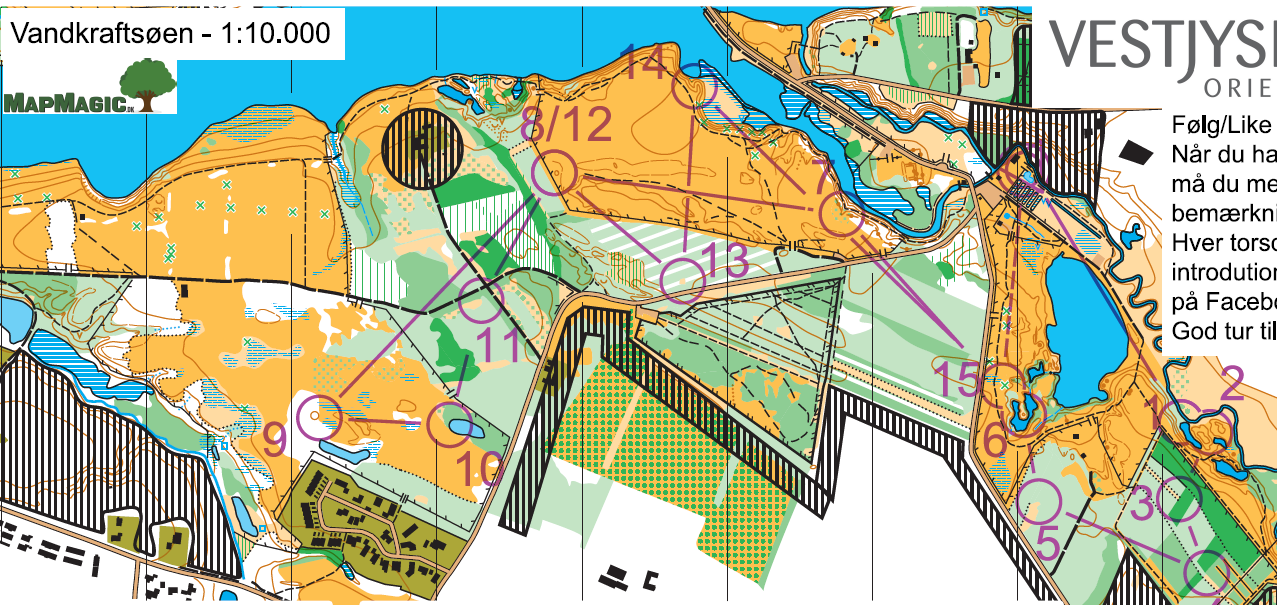 Vandkraftsøen - 1:10.000
MAPMAGIC.DK
VESTJYS
ORIE
Følg/Like
Når du ha
må du me
bemærkni
Hver torsd
introdution
på Facebo
God tur til
14
8/12
7
13
11
15
2
1
9
6
10
3
5